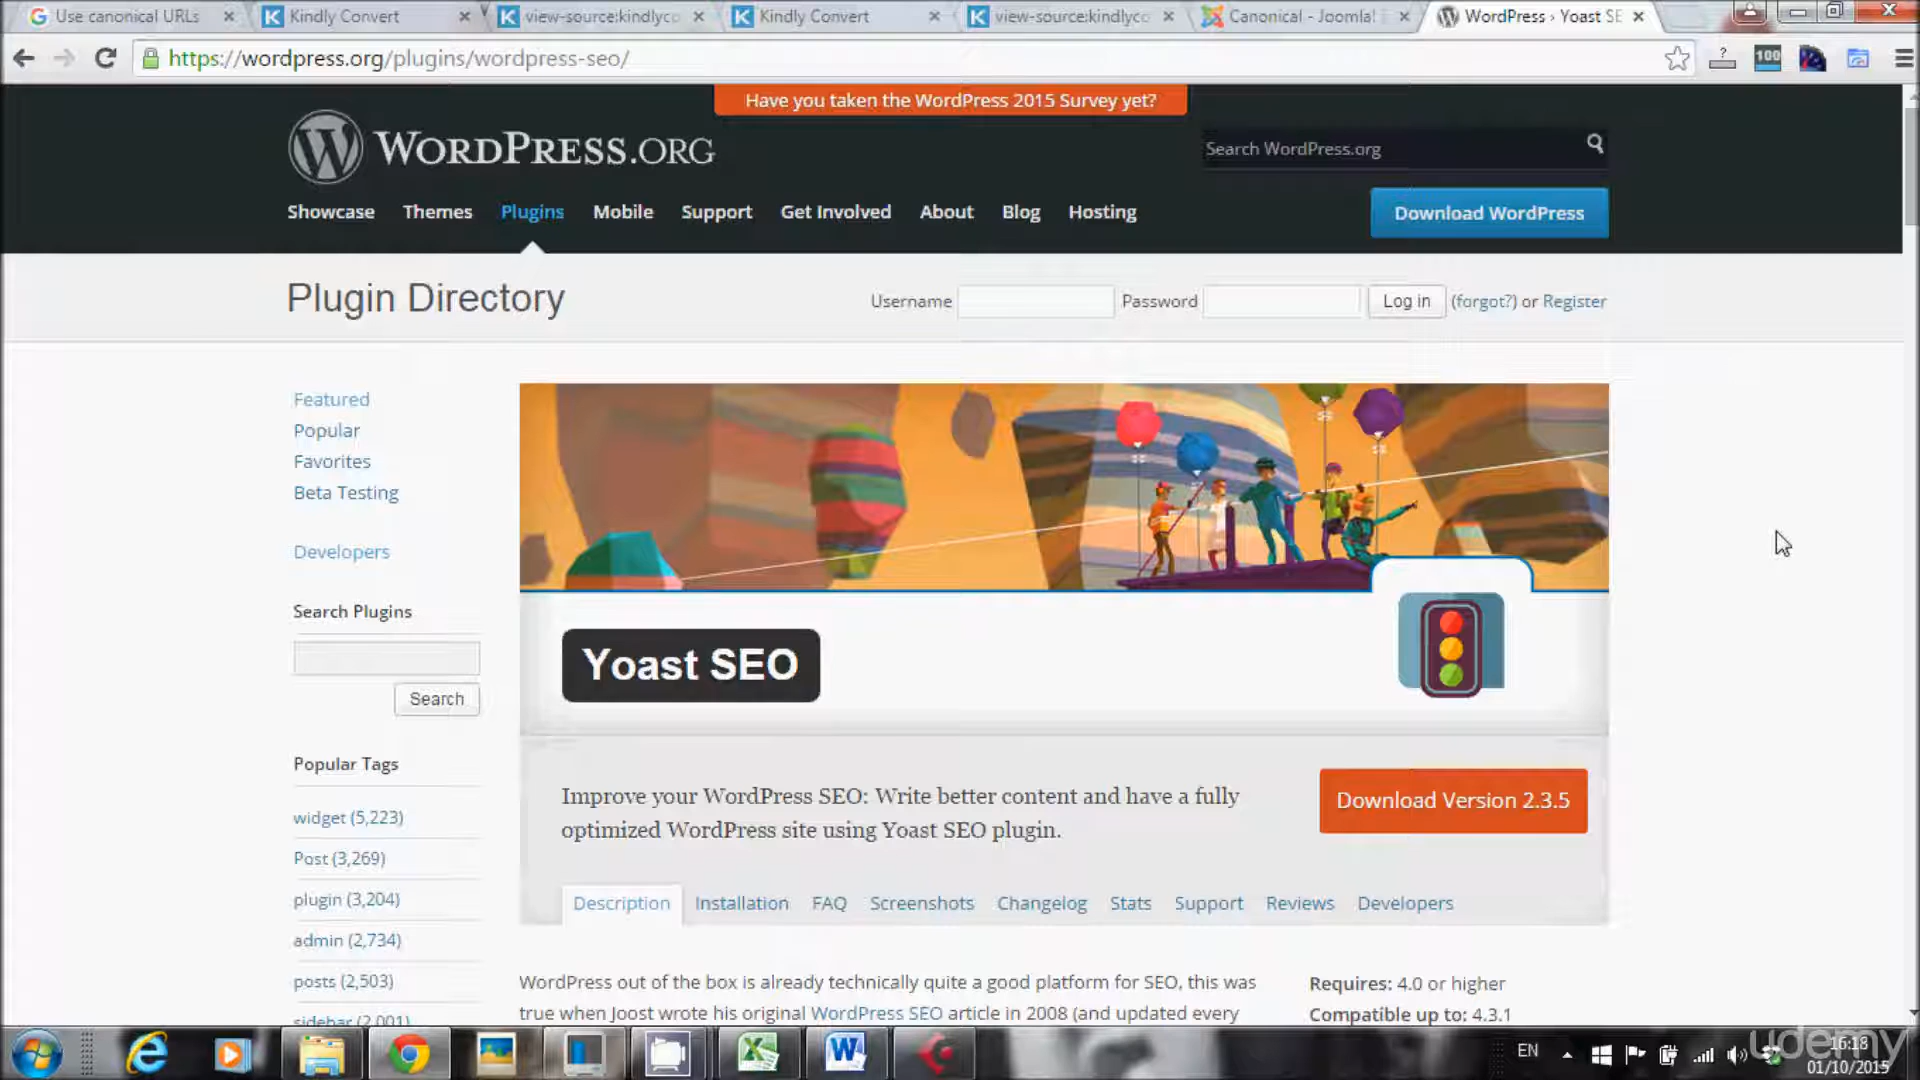 Use canonical URLs
Kindly Convert
view-source:kindlyco
Kindly Convert
view-source:kindlyco
Canonical - Joomla! E
WordPress › Yoast SE
https://wordpress.org/plugins/wordpress-seo/
?
100
Have you taken the WordPress 2015 Survey yet?
WORDPRESS.ORG
Search WordPress.org
Showcase Themes Plugins Mobile Support Get Involved About Blog Hosting
Download WordPress
Plugin Directory
Username Password Log in (forgot?) or Register
Featured
Popular
Favorites
Beta Testing
Developers
Search Plugins
Search
Popular Tags
widget (5,223)
Post (3,269)
plugin (3,204)
admin (2,734)
posts (2,503)
sidebar (2,001)
Yoast SEO
Improve your WordPress SEO: Write better content and have a fully
optimized WordPress site using Yoast SEO plugin.
Download Version 2.3.5
Description Installation FAQ Screenshots Changelog Stats Support Reviews Developers
WordPress out of the box is already technically quite a good platform for SEO, this was
true when Joost wrote his original WordPress SEO article in 2008 (and updated every
Requires: 4.0 or higher
Compatible up to: 4.3.1
EN
16:18
01/10/2015
udemy